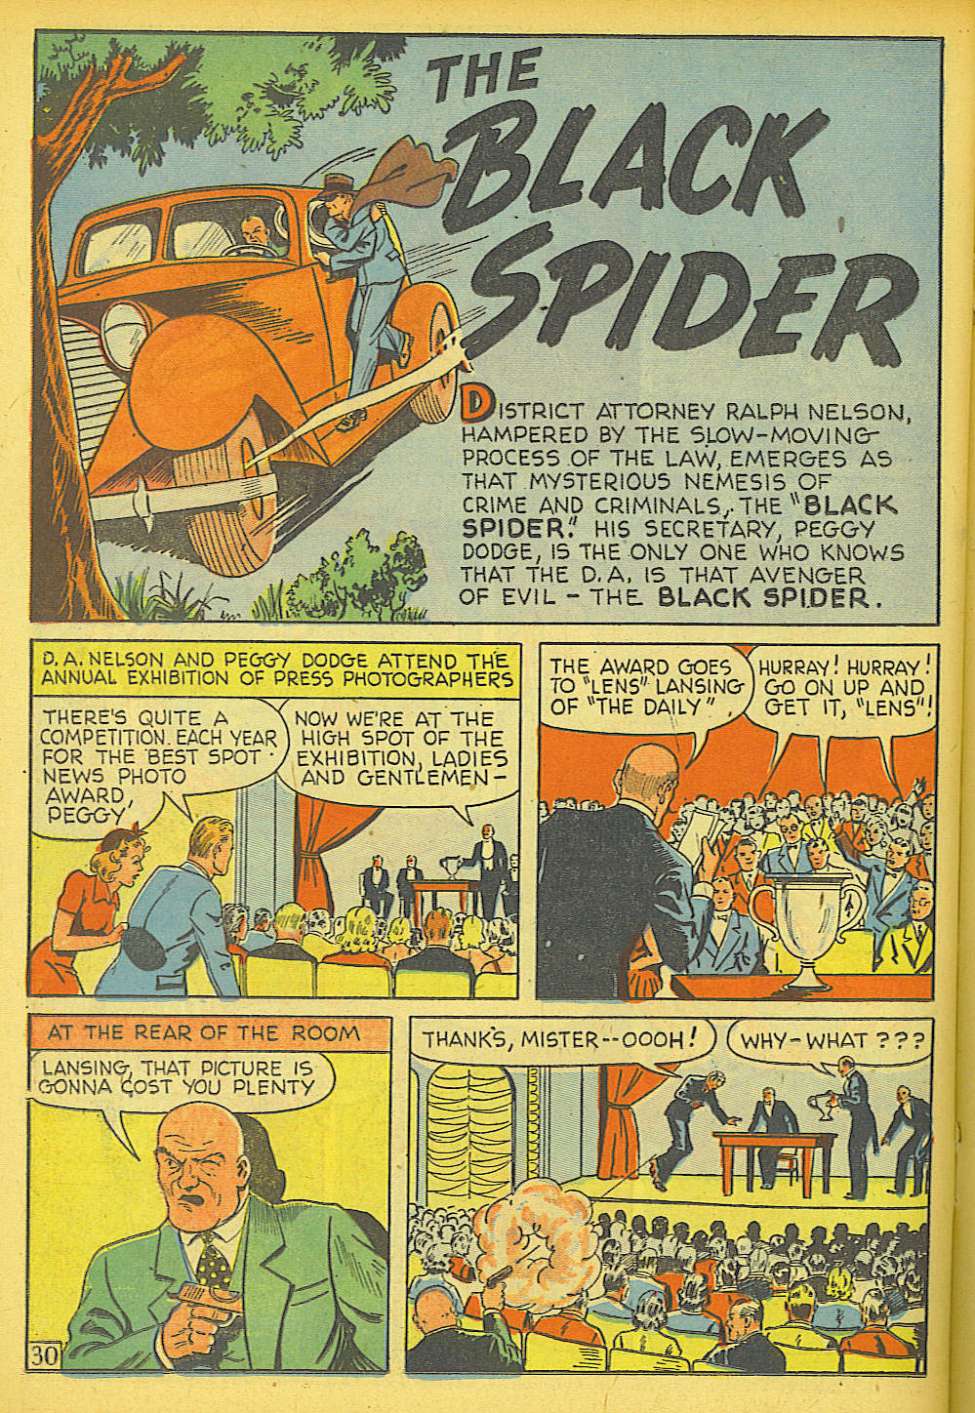 THE
BLACK
SPIDER
DISTRICT ATTORNEY RALPH NELSON,
HAMPERED BY THE SLOW-MOVING
PROCESS OF THE LAW, EMERGES AS
THAT MYSTERIOUS NEMESIS OF
CRIME AND CRIMINALS, THE "BLACK
SPIDER." HIS SECRETARY, PEGGY
DODGE, IS THE ONLY ONE WHO KNOWS
THAT THE D.A. IS THAT AVENGER
OF EVIL - THE BLACK SPIDER.
D.A. NELSON AND PEGGY DODGE ATTEND THE
ANNUAL EXHIBITION OF PRESS PHOTOGRAPHERS
THERE'S QUITE A
COMPETITION. EACH YEAR
FOR THE BEST SPOT
NEWS PHOTO
AWARD,
PEGGY
NOW WE'RE AT THE
HIGH SPOT OF THE
EXHIBITION, LADIES
AND GENTLEMEN-
THE AWARD GOES
TO "LENS" LANSING
OF "THE DAILY".
HURRAY! HURRAY!
GO ON UP AND
GET IT, "LENS"!
AT THE REAR OF THE ROOM
LANSING, THAT PICTURE IS
GONNA COST YOU PLENTY
THANK'S, MISTER--OOOH!
WHY-WHAT ???
30